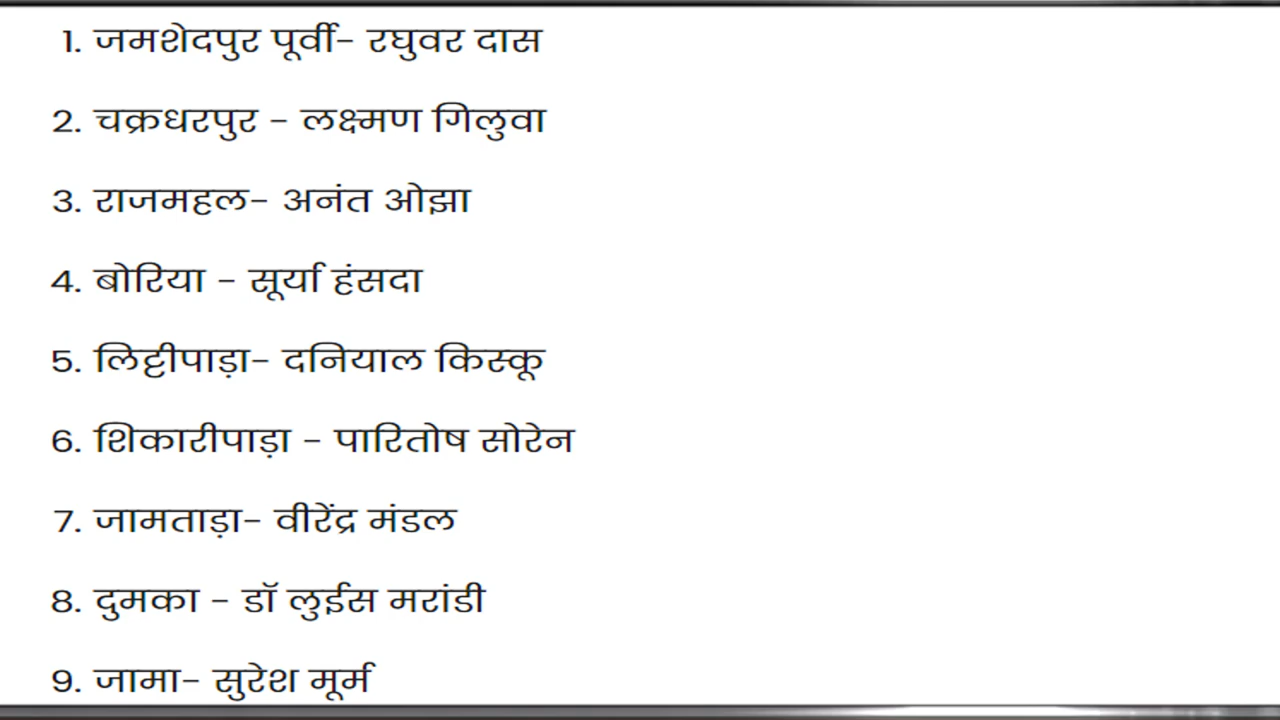 1. जमशेदपुर पूर्वी- रघुवर दास
2. चक्रधरपुर - लक्ष्मण गिलुवा
3. राजमहल- अनंत ओझा
4. बोरिया - सूर्या हंसदा
5. लिट्टीपाड़ा- दनियाल किस्कू
6. शिकारीपाड़ा - पारितोष सोरेन
7. जामताड़ा- वीरेंद्र मंडल
8. दुमका - डॉ लुईस मरांडी
9. जामा- सुरेश मूर्म